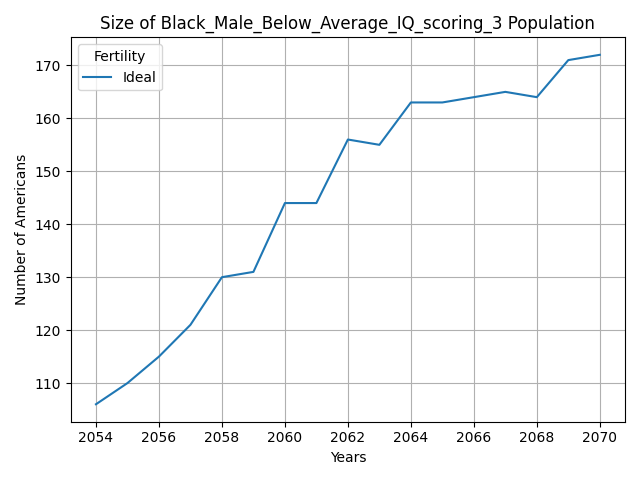 Size of Black_Male_Below_Average_IQ_scoring_3 Population
Fertility
Ideal
Number of Americans
170
160
150
140
130
120
110
2054 2056 2058 2060 2062 2064 2066 2068 2070
Years